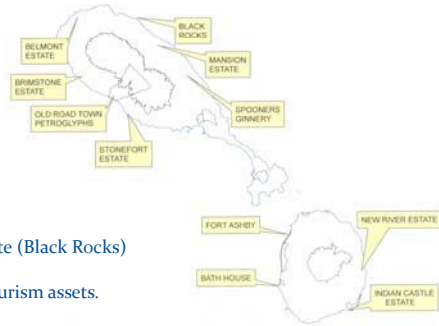 BLACK
ROCKS
BELMONT
ESTATE
MANSION
ESTATE
BRIMSTONE
ESTATE
SPOONERS
GINNERY
OLD ROAD TOWN
PETROGLYPHS
STONEFORT
ESTATE
FORT ASHBY
NEW RIVER ESTATE
te (Black Rocks)
BATH HOUSE
urism assets.
INDIAN CASTLE
ESTATE